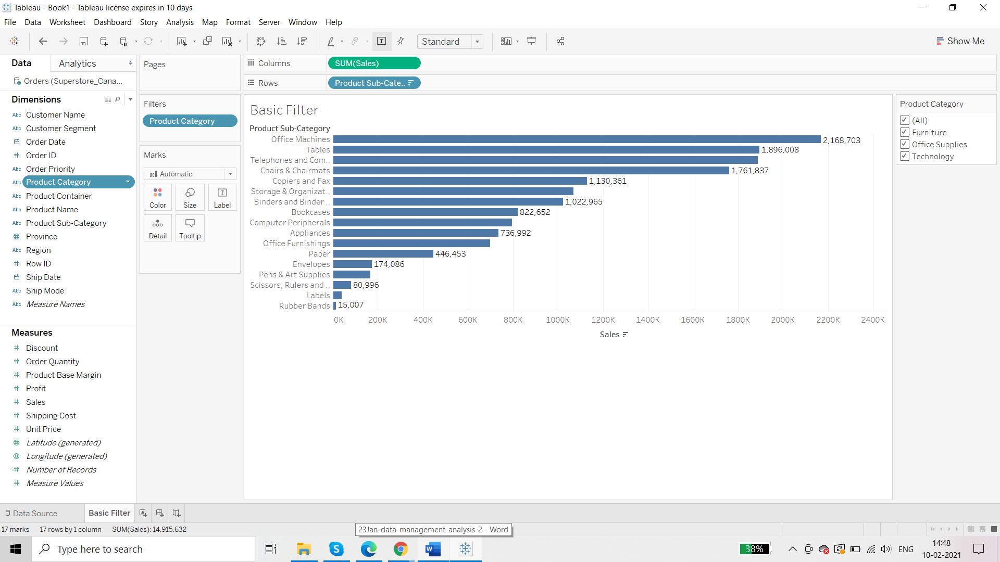 Tableau - Book1 - Tableau license expires in 10 days
File Data Worksheet Dashboard Story Analysis Map Format Server Window Help
Standard
Show Me
Data Analytics
Orders (Superstore_Cana...
Dimensions
Abc Customer Name
Abc Customer Segment
Order Date
# Order ID
Abc Order Priority
Abc Product Category
Abc Product Container
Abc Product Name
Abc Product Sub-Category
Province
Abc Region
# Row ID
Ship Date
Abc Ship Mode
Abc Measure Names
Measures
# Discount
# Order Quantity
# Product Base Margin
# Profit
# Sales
# Shipping Cost
# Unit Price
Latitude (generated)
Longitude (generated)
=# Number of Records
# Measure Values
Pages
Filters
Product Category
Marks
Automatic
Color Size Label
Detail Tooltip
Columns SUM(Sales)
Rows Product Sub-Cate..
Basic Filter
Product Sub-Category
Office Machines 2,168,703
Tables 1,896,008
Telephones and Com..
Chairs & Chairmats 1,761,837
Copiers and Fax 1,130,361
Storage & Organizat..
Binders and Binder .. 1,022,965
Bookcases 822,652
Computer Peripherals
Appliances 736,992
Office Furnishings
Paper 446,453
Envelopes 174,086
Pens & Art Supplies
Scissors, Rulers and .. 80,996
Labels
Rubber Bands 15,007
0K 200K 400K 600K 800K 1000K 1200K 1400K 1600K 1800K 2000K 2200K 2400K
Sales
Product Category
(All)
Furniture
Office Supplies
Technology
Data Source Basic Filter
17 marks 17 rows by 1 column SUM(Sales): 14,915,632
23Jan-data-management-analysis-2 - Word
Type here to search
38%
ENG
14:48
10-02-2021